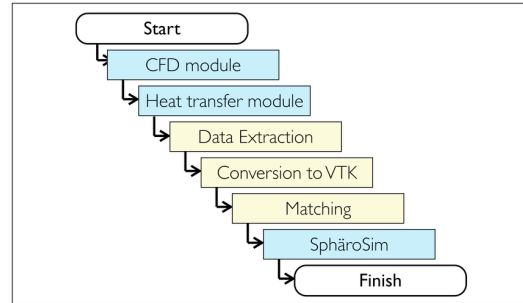 Start
CFD module
Heat transfer module
Data Extraction
Conversion to VTK
Matching
SphäroSim
Finish